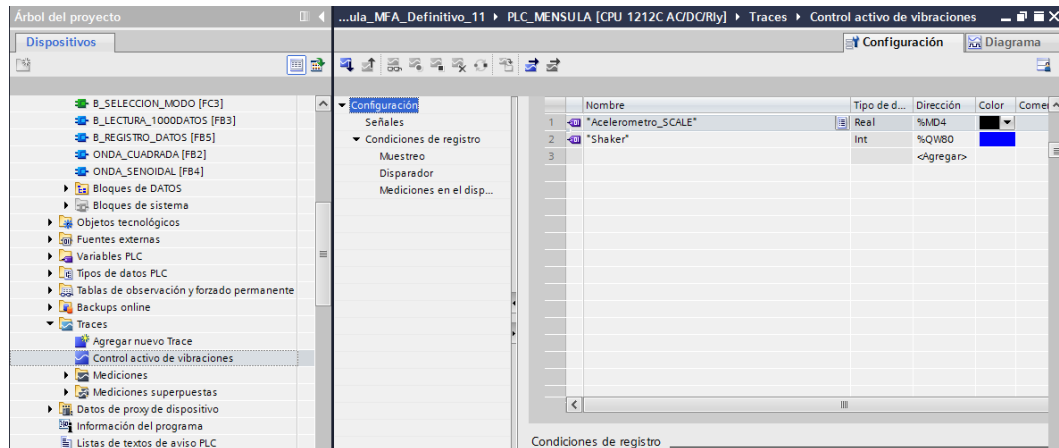 Árbol del proyecto
Dispositivos
B_SELECCION_MODO [FC3]
B_LECTURA_1000DATOS [FB3]
B_REGISTRO_DATOS [FB5]
ONDA_CUADRADA [FB2]
ONDA_SENOIDAL [FB4]
Bloques de DATOS
Bloques de sistema
Objetos tecnológicos
Fuentes externas
Variables PLC
Tipos de datos PLC
Tablas de observación y forzado permanente
Backups online
Traces
Agregar nuevo Trace
Control activo de vibraciones
Mediciones
Mediciones superpuestas
Datos de proxy de dispositivo
Información del programa
Listas de textos de aviso PLC
...ula_MFA_Definitivo_11 PLC_MENSULA [CPU 1212C AC/DC/Rly] Traces Control activo de vibraciones
Configuración Diagrama
Configuración
Señales
Condiciones de registro
Muestreo
Disparador
Mediciones en el disp...
Nombre Tipo de d... Dirección Color Comer
1 "Acelerometro_SCALE" Real %MD4
2 "Shaker" Int %QW80
3 <Agregar>
Condiciones de registro